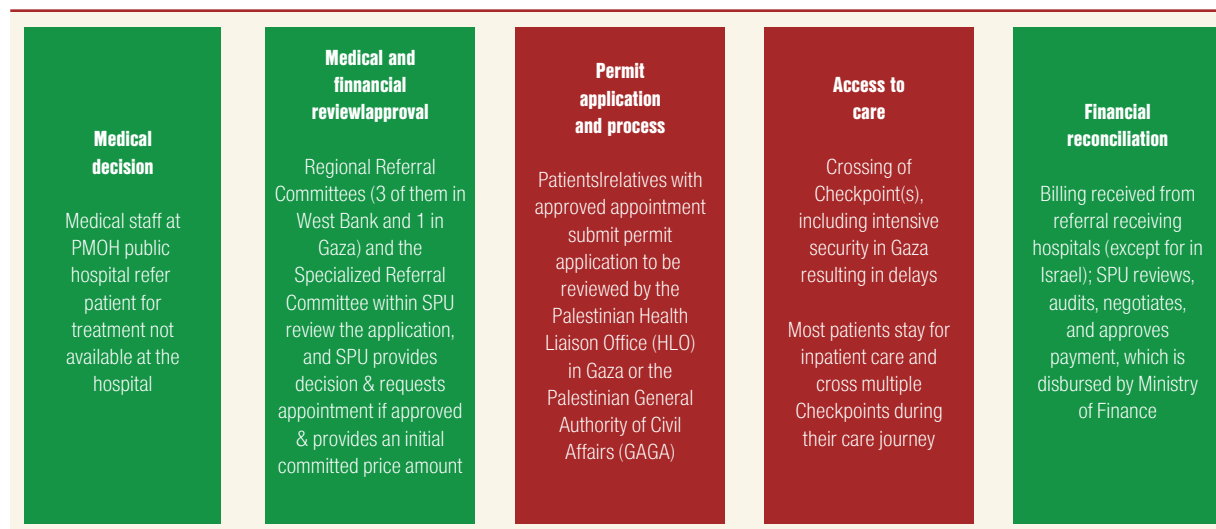 Medical
decision
Medical staff at
PMOH public
hospital refer
patient for
treatment not
available at the
hospital
Medical and
finnancial
reviewlapproval
Regional Referral
Committees (3 of them in
West Bank and 1 in
Gaza) and the
Specialized Referral
Committee within SPU
review the application,
and SPU provides
decision & requests
appointment if approved
& provides an initial
committed price amount
Permit
application
and process
Patientslrelatives with
approved appointment
submit permit
application to be
reviewed by the
Palestinian Health
Liaison Office (HLO)
in Gaza or the
Palestinian General
Authority of Civil
Affairs (GAGA)
Access to
care
Crossing of
Checkpoint(s),
including intensive
security in Gaza
resulting in delays
Most patients stay for
inpatient care and
cross multiple
Checkpoints during
their care journey
Financial
reconciliation
Billing received from
referral receiving
hospitals (except for in
Israel); SPU reviews,
audits, negotiates,
and approves
payment, which is
disbursed by Ministry
of Finance